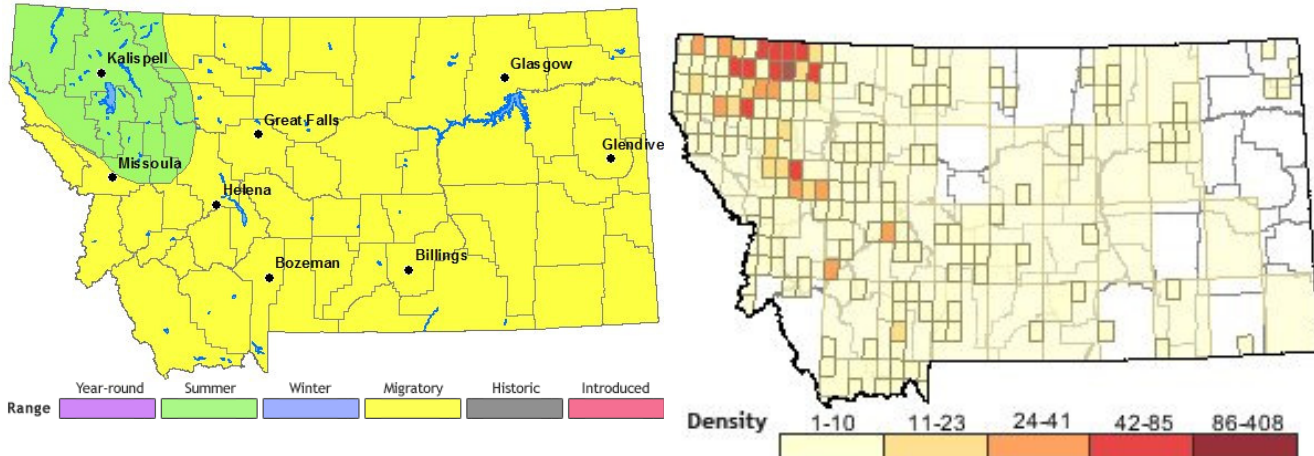 Kalispell
Glasgow
Great Falls
Glendive
Missoula
Helena
Bozeman
Billings
Year-round Summer Winter Migratory Historic Introduced
Range
Density 1-10 11-23 24-41 42-85 86-408